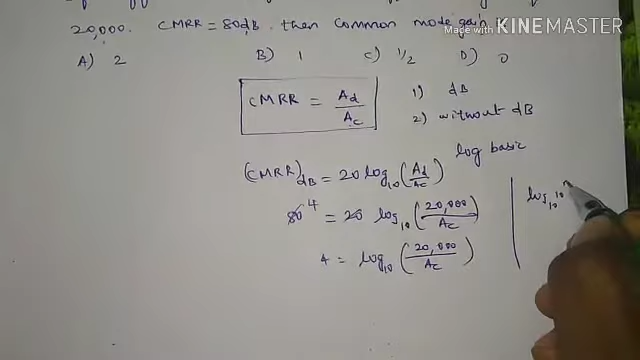 Made with KINEMASTER
20,000. CMRR = 80dB. then common mode gain is
A) 2 B) 1 C) 1/2 D) 0
CMRR = Ad/Ac
1) dB
2) without dB
log basic
(CMRR)dB = 20 log10 (Ad/Ac)
80 4 = 20 log10 (20,000/Ac)
4 = log10 (20,000/Ac)
log10 10